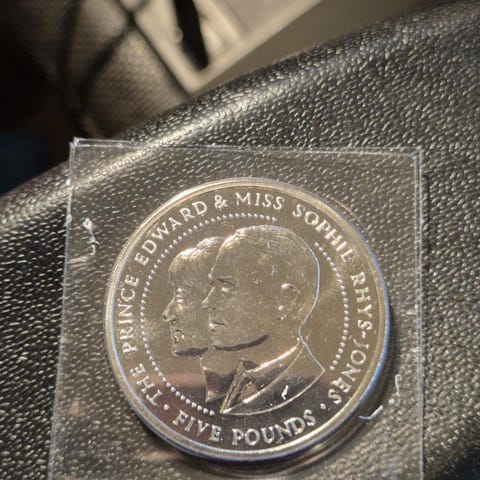 THE PRINCE EDWARD & MISS SOPHIE RHYS-JONES
· FIVE POUNDS ·